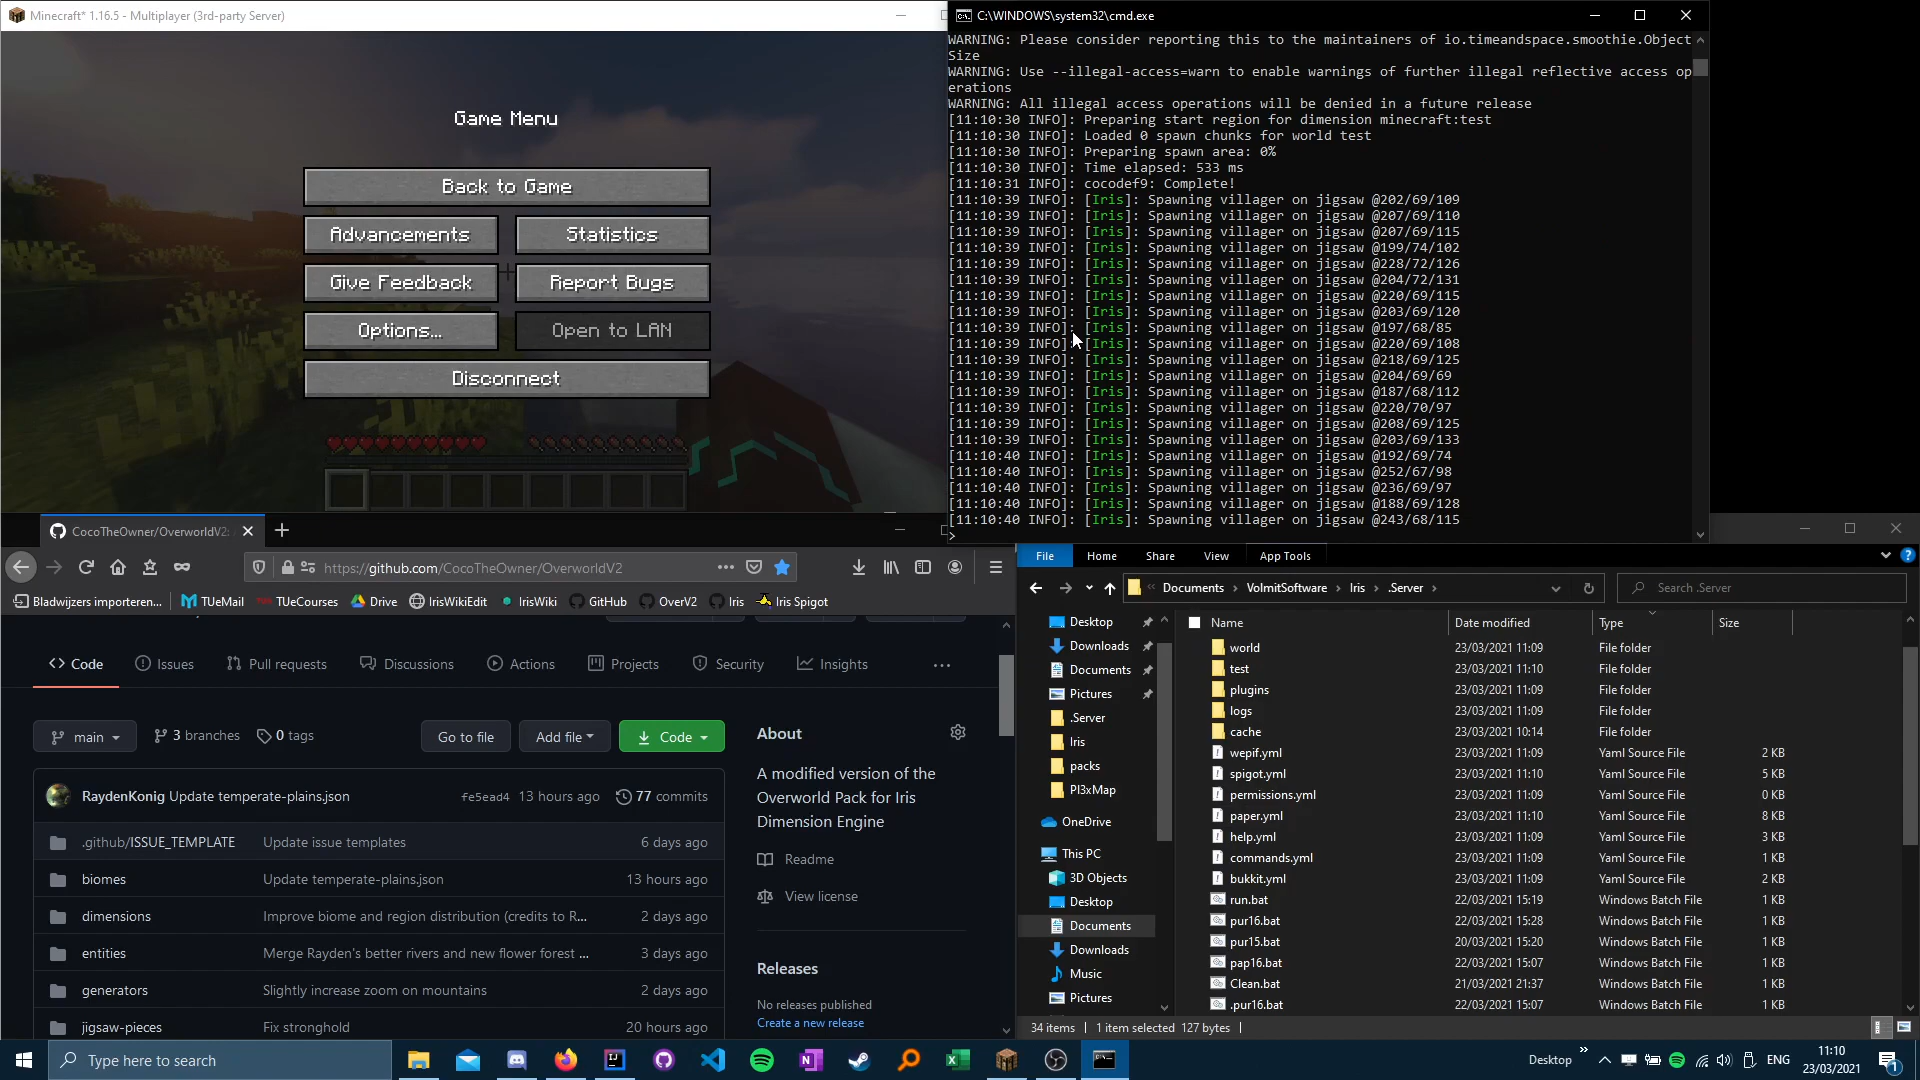 Minecraft* 1.16.5 - Multiplayer (3rd-party Server)
Game Menu
Back to Game
Advancements
Statistics
Give Feedback
Report Bugs
Options...
Open to LAN
Disconnect
C:\WINDOWS\system32\cmd.exe
WARNING: Please consider reporting this to the maintainers of io.timeandspace.smoothie.Object
Size
WARNING: Use --illegal-access=warn to enable warnings of further illegal reflective access op
erations
WARNING: All illegal access operations will be denied in a future release
[11:10:30 INFO]: Preparing start region for dimension minecraft:test
[11:10:30 INFO]: Loaded 0 spawn chunks for world test
[11:10:30 INFO]: Preparing spawn area: 0%
[11:10:30 INFO]: Time elapsed: 533 ms
[11:10:31 INFO]: cocodef9: Complete!
[11:10:39 INFO]: [Iris]: Spawning villager on jigsaw @202/69/109
[11:10:39 INFO]: [Iris]: Spawning villager on jigsaw @207/69/110
[11:10:39 INFO]: [Iris]: Spawning villager on jigsaw @207/69/115
[11:10:39 INFO]: [Iris]: Spawning villager on jigsaw @199/74/102
[11:10:39 INFO]: [Iris]: Spawning villager on jigsaw @228/72/126
[11:10:39 INFO]: [Iris]: Spawning villager on jigsaw @204/72/131
[11:10:39 INFO]: [Iris]: Spawning villager on jigsaw @220/69/115
[11:10:39 INFO]: [Iris]: Spawning villager on jigsaw @203/69/120
[11:10:39 INFO]: [Iris]: Spawning villager on jigsaw @197/68/85
[11:10:39 INFO]: [Iris]: Spawning villager on jigsaw @220/69/108
[11:10:39 INFO]: [Iris]: Spawning villager on jigsaw @218/69/125
[11:10:39 INFO]: [Iris]: Spawning villager on jigsaw @204/69/69
[11:10:39 INFO]: [Iris]: Spawning villager on jigsaw @187/68/112
[11:10:39 INFO]: [Iris]: Spawning villager on jigsaw @220/70/97
[11:10:39 INFO]: [Iris]: Spawning villager on jigsaw @208/69/125
[11:10:39 INFO]: [Iris]: Spawning villager on jigsaw @203/69/133
[11:10:40 INFO]: [Iris]: Spawning villager on jigsaw @192/69/74
[11:10:40 INFO]: [Iris]: Spawning villager on jigsaw @252/67/98
[11:10:40 INFO]: [Iris]: Spawning villager on jigsaw @236/69/97
[11:10:40 INFO]: [Iris]: Spawning villager on jigsaw @188/69/128
[11:10:40 INFO]: [Iris]: Spawning villager on jigsaw @243/68/115
>
CocoTheOwner/OverworldV2:
https://github.com/CocoTheOwner/OverworldV2
Bladwijzers importeren... TUeMail TUeCourses Drive IrisWikiEdit IrisWiki GitHub OverV2 Iris Iris Spigot
Code Issues Pull requests Discussions Actions Projects Security Insights
main 3 branches 0 tags Go to file Add file Code
RaydenKonig Update temperate-plains.json fe5ead4 13 hours ago 77 commits
.github/ISSUE_TEMPLATE Update issue templates 6 days ago
biomes Update temperate-plains.json 13 hours ago
dimensions Improve biome and region distribution (credits to R... 2 days ago
entities Merge Rayden's better rivers and new flower forest ... 3 days ago
generators Slightly increase zoom on mountains 2 days ago
jigsaw-pieces Fix stronghold 20 hours ago
About
A modified version of the
Overworld Pack for Iris
Dimension Engine
Readme
View license
Releases
No releases published
Create a new release
File Home Share View App Tools
Documents VolmitSoftware Iris .Server
Search .Server
Desktop
Downloads
Documents
Pictures
.Server
Iris
packs
Pl3xMap
OneDrive
This PC
3D Objects
Desktop
Documents
Downloads
Music
Pictures
Name Date modified Type Size
world 23/03/2021 11:09 File folder
test 23/03/2021 11:10 File folder
plugins 23/03/2021 11:09 File folder
logs 23/03/2021 11:09 File folder
cache 23/03/2021 10:14 File folder
wepif.yml 23/03/2021 11:09 Yaml Source File 2 KB
spigot.yml 23/03/2021 11:10 Yaml Source File 5 KB
permissions.yml 23/03/2021 11:09 Yaml Source File 0 KB
paper.yml 23/03/2021 11:10 Yaml Source File 8 KB
help.yml 23/03/2021 11:09 Yaml Source File 3 KB
commands.yml 23/03/2021 11:09 Yaml Source File 1 KB
bukkit.yml 23/03/2021 11:09 Yaml Source File 2 KB
run.bat 22/03/2021 15:19 Windows Batch File 1 KB
pur16.bat 22/03/2021 15:28 Windows Batch File 1 KB
pur15.bat 20/03/2021 15:20 Windows Batch File 1 KB
pap16.bat 22/03/2021 15:07 Windows Batch File 1 KB
Clean.bat 21/03/2021 21:37 Windows Batch File 1 KB
.pur16.bat 22/03/2021 15:07 Windows Batch File 1 KB
34 items 1 item selected 127 bytes
Type here to search
Desktop
ENG
11:10
23/03/2021
1